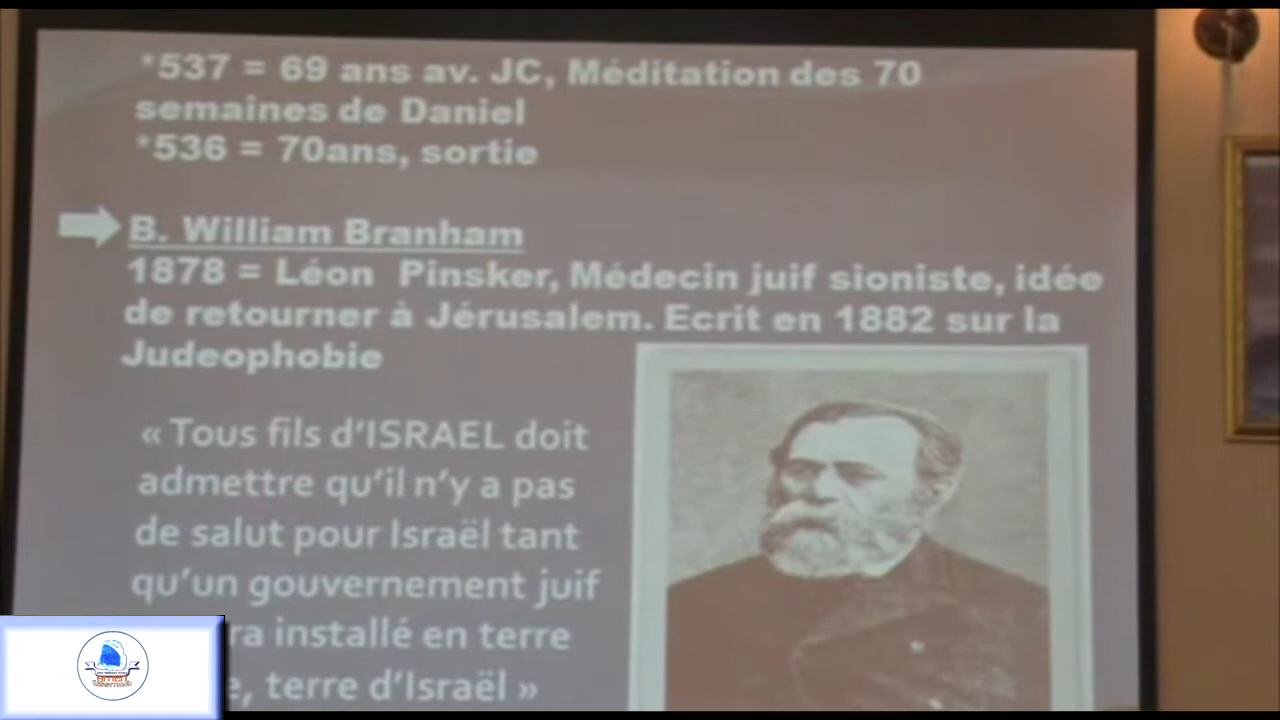 *537 = 69 ans av. JC, Méditation des 70
semaines de Daniel
*536 = 70ans, sortie
B. William Branham
1878 = Léon Pinsker, Médecin juif sioniste, idée
de retourner à Jérusalem. Ecrit en 1882 sur la
Judeophobie
« Tous fils d'ISRAEL doit
admettre qu'il n'y a pas
de salut pour Israël tant
qu'un gouvernement juif
installé en terre
terre d'Israël »